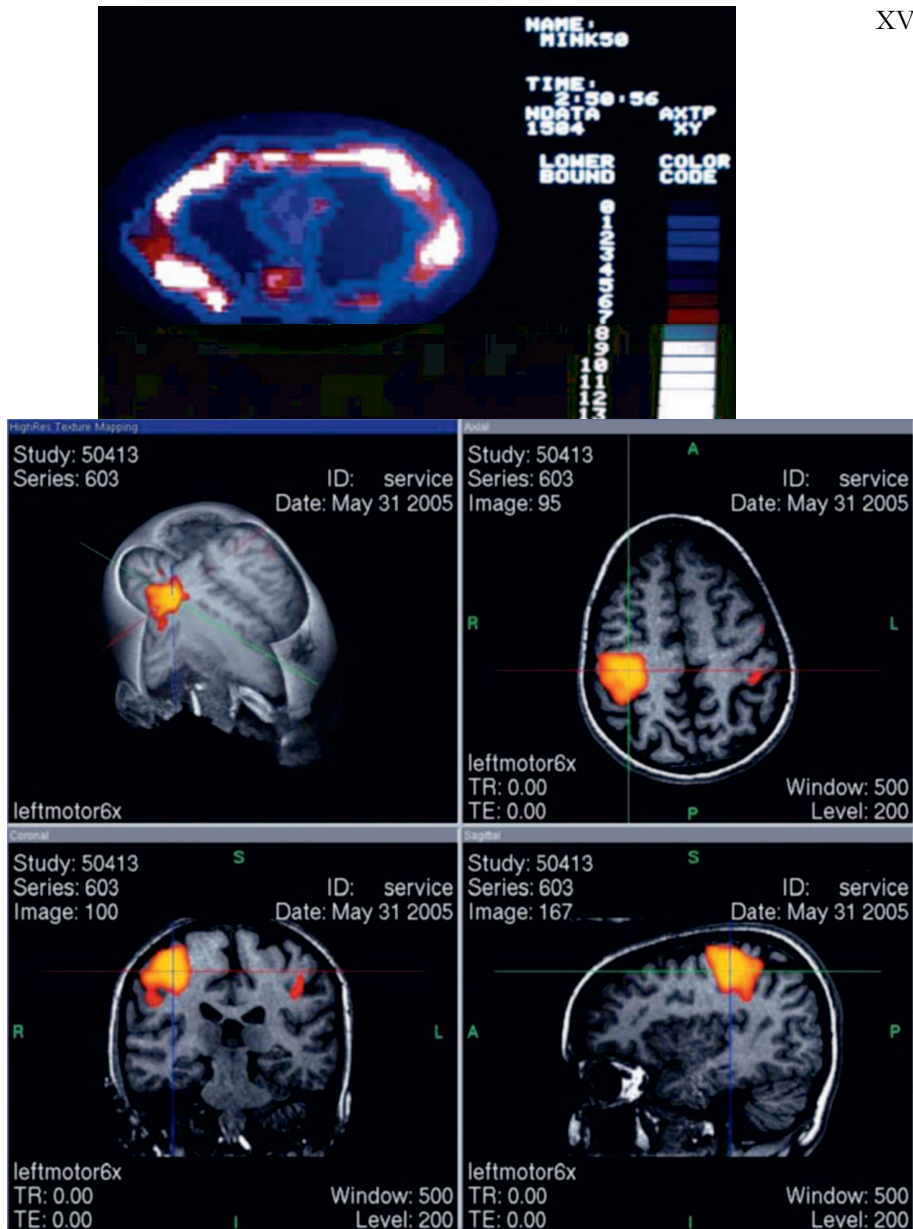 XV
NAME:
MINK50
TIME:
2:50:56
NDATA AXTP
1504 XY
LOWER COLOR
BOUND CODE
0
1
2
3
4
5
6
7
8
9
10
HighRes Texture Mapping
Study: 50413
Series: 603 ID: service
Date: May 31 2005
leftmotor6x
Axial
A
Study: 50413
Series: 603 ID: service
Image: 95 Date: May 31 2005
R L
leftmotor6x
TR: 0.00 Window: 500
TE: 0.00 P Level: 200
Coronal
S
Study: 50413
Series: 603 ID: service
Image: 100 Date: May 31 2005
R L
leftmotor6x
TR: 0.00 Window: 500
TE: 0.00 I Level: 200
Sagittal
S
Study: 50413
Series: 603 ID: service
Image: 167 Date: May 31 2005
A P
leftmotor6x
TR: 0.00 Window: 500
TE: 0.00 I Level: 200